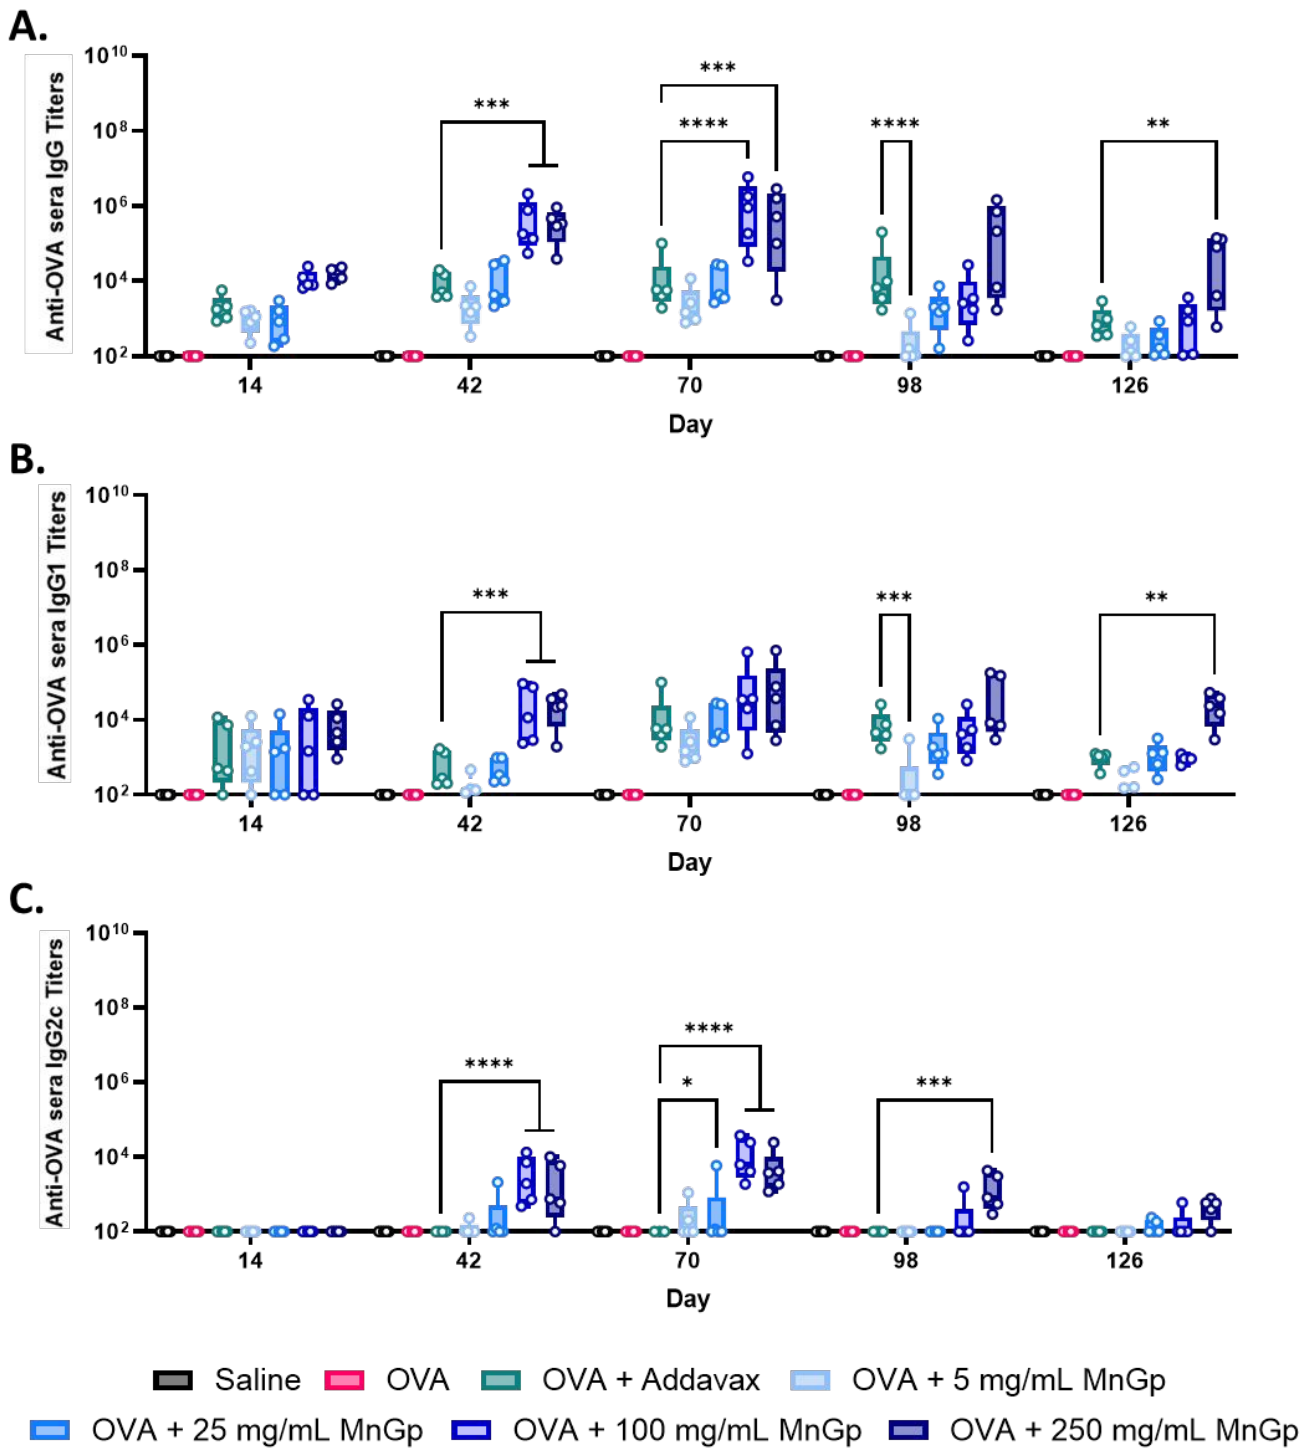 A.
Anti-OVA sera IgG Titers
10^10
***
***
10^8
****
****
**
10^6
10^4
10^2
14 42 70 98 126
Day
B.
Anti-OVA sera IgG1 Titers
10^10
10^8
***
***
**
10^6
10^4
10^2
14 42 70 98 126
Day
C.
Anti-OVA sera IgG2c Titers
10^10
10^8
****
****
*
***
10^6
10^4
10^2
14 42 70 98 126
Day
Saline OVA OVA + Addavax OVA + 5 mg/mL MnGp
OVA + 25 mg/mL MnGp OVA + 100 mg/mL MnGp OVA + 250 mg/mL MnGp